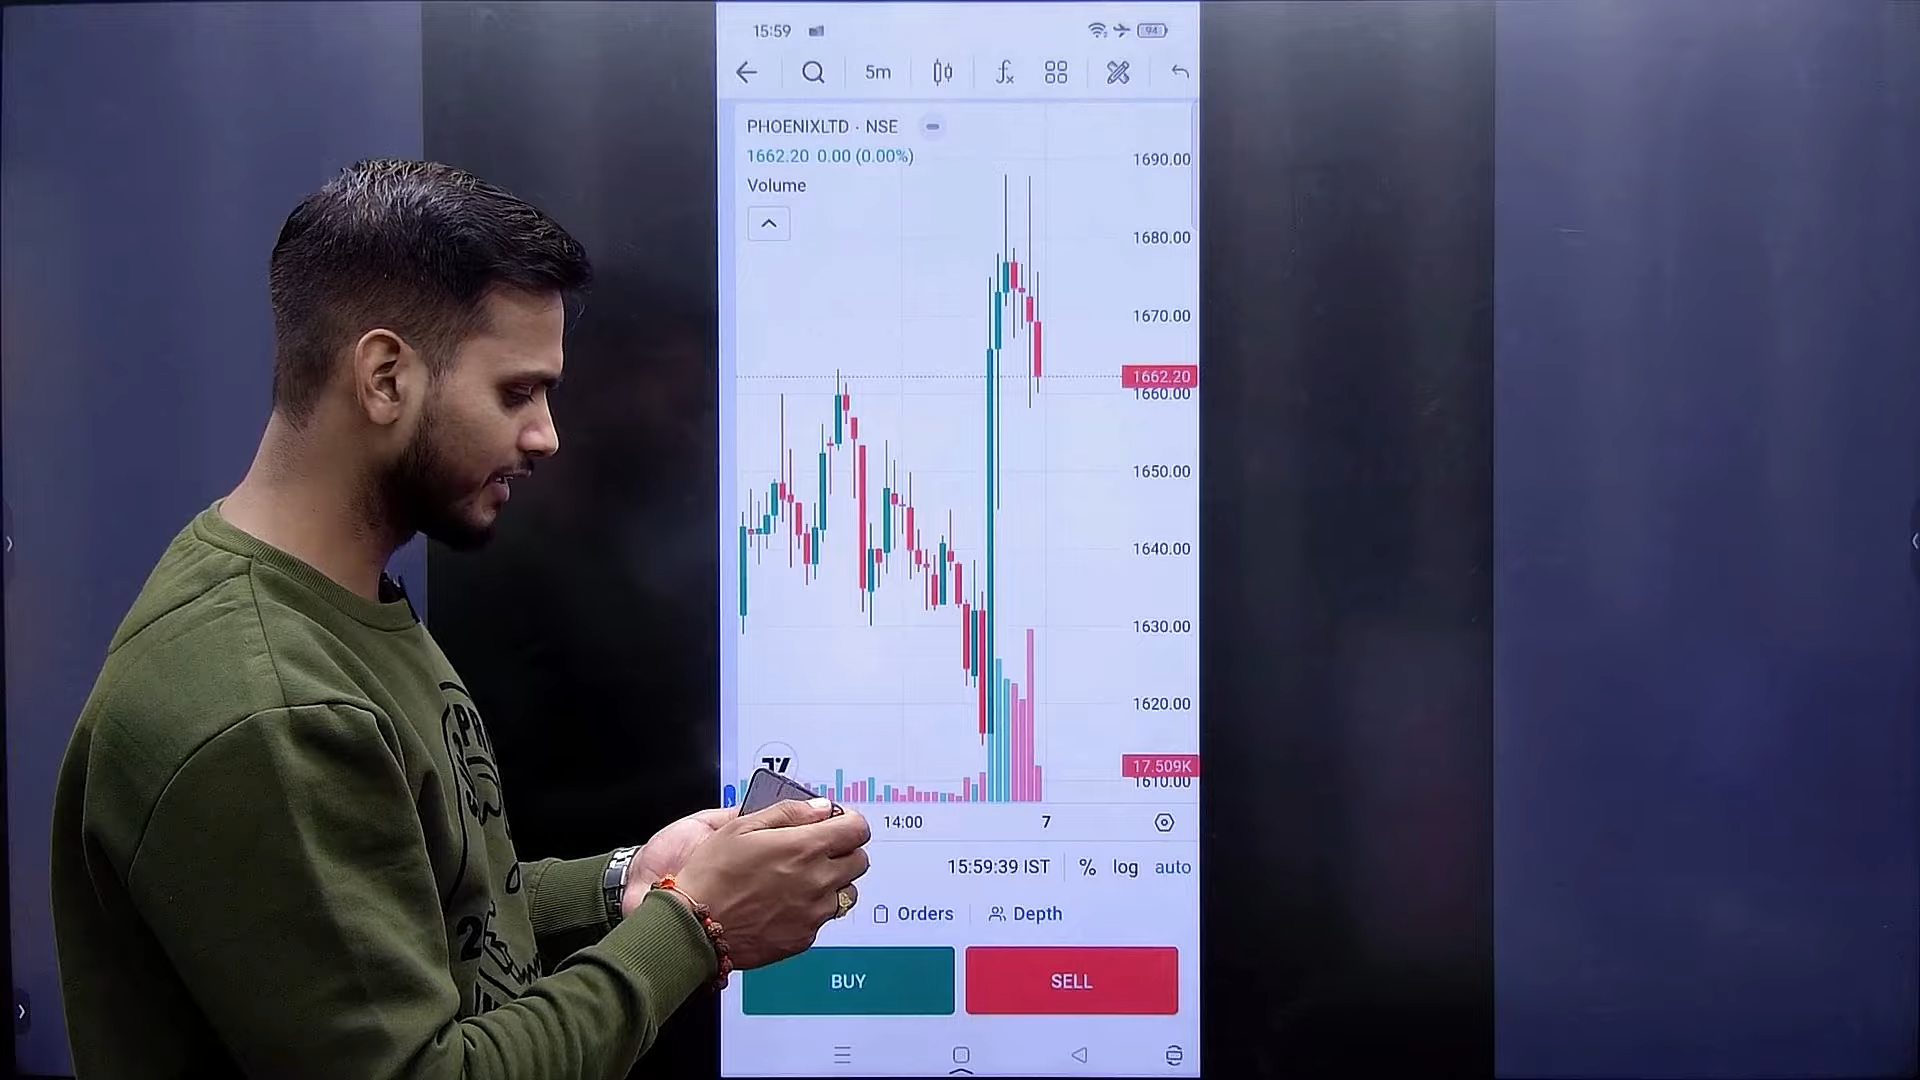 15:59
94
5m
PHOENIXLTD · NSE
1662.20 0.00 (0.00%)
Volume
1690.00
1680.00
1670.00
1662.20
1660.00
1650.00
1640.00
1630.00
1620.00
17.509K
1610.00
14:00
7
15:59:39 IST
%
log
auto
Orders
Depth
BUY
SELL